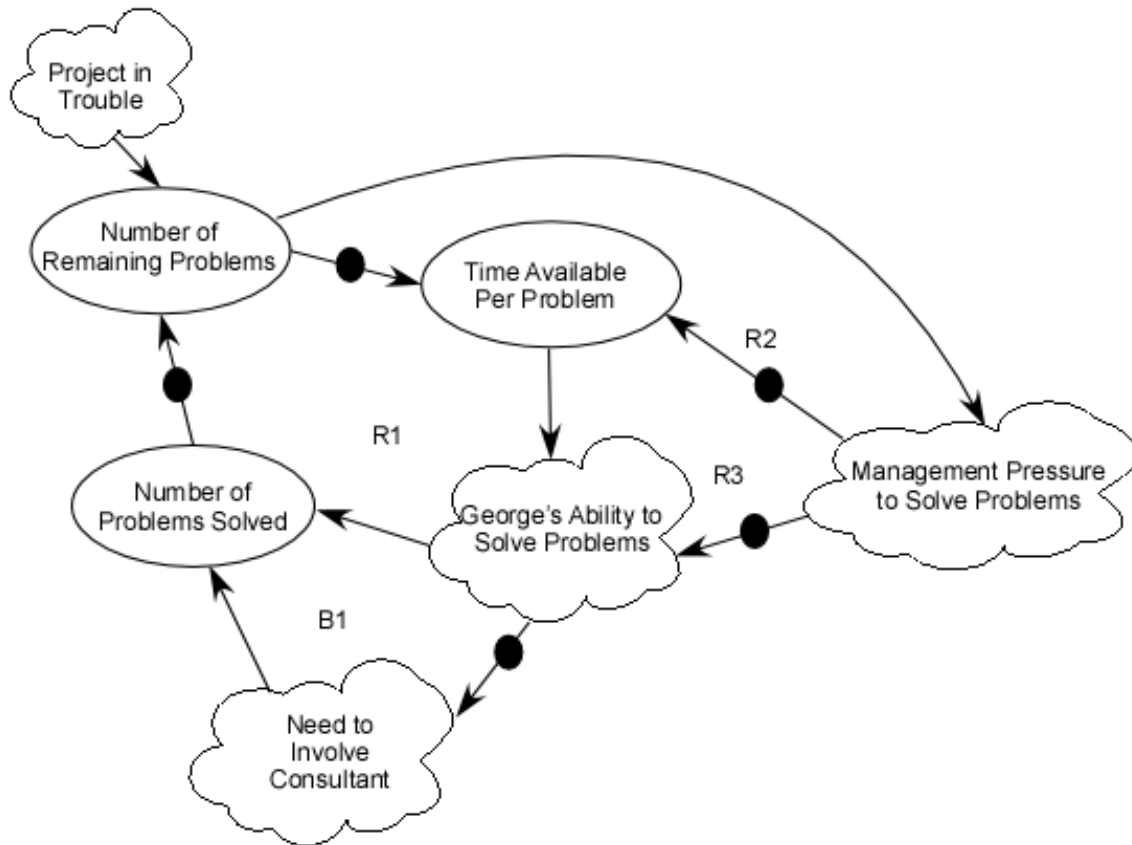 Project in
Trouble
Number of
Remaining Problems
Time Available
Per Problem
R2
R1
Management Pressure
to Solve Problems
R3
Number of
Problems Solved
George's Ability to
Solve Problems
B1
Need to
Involve
Consultant